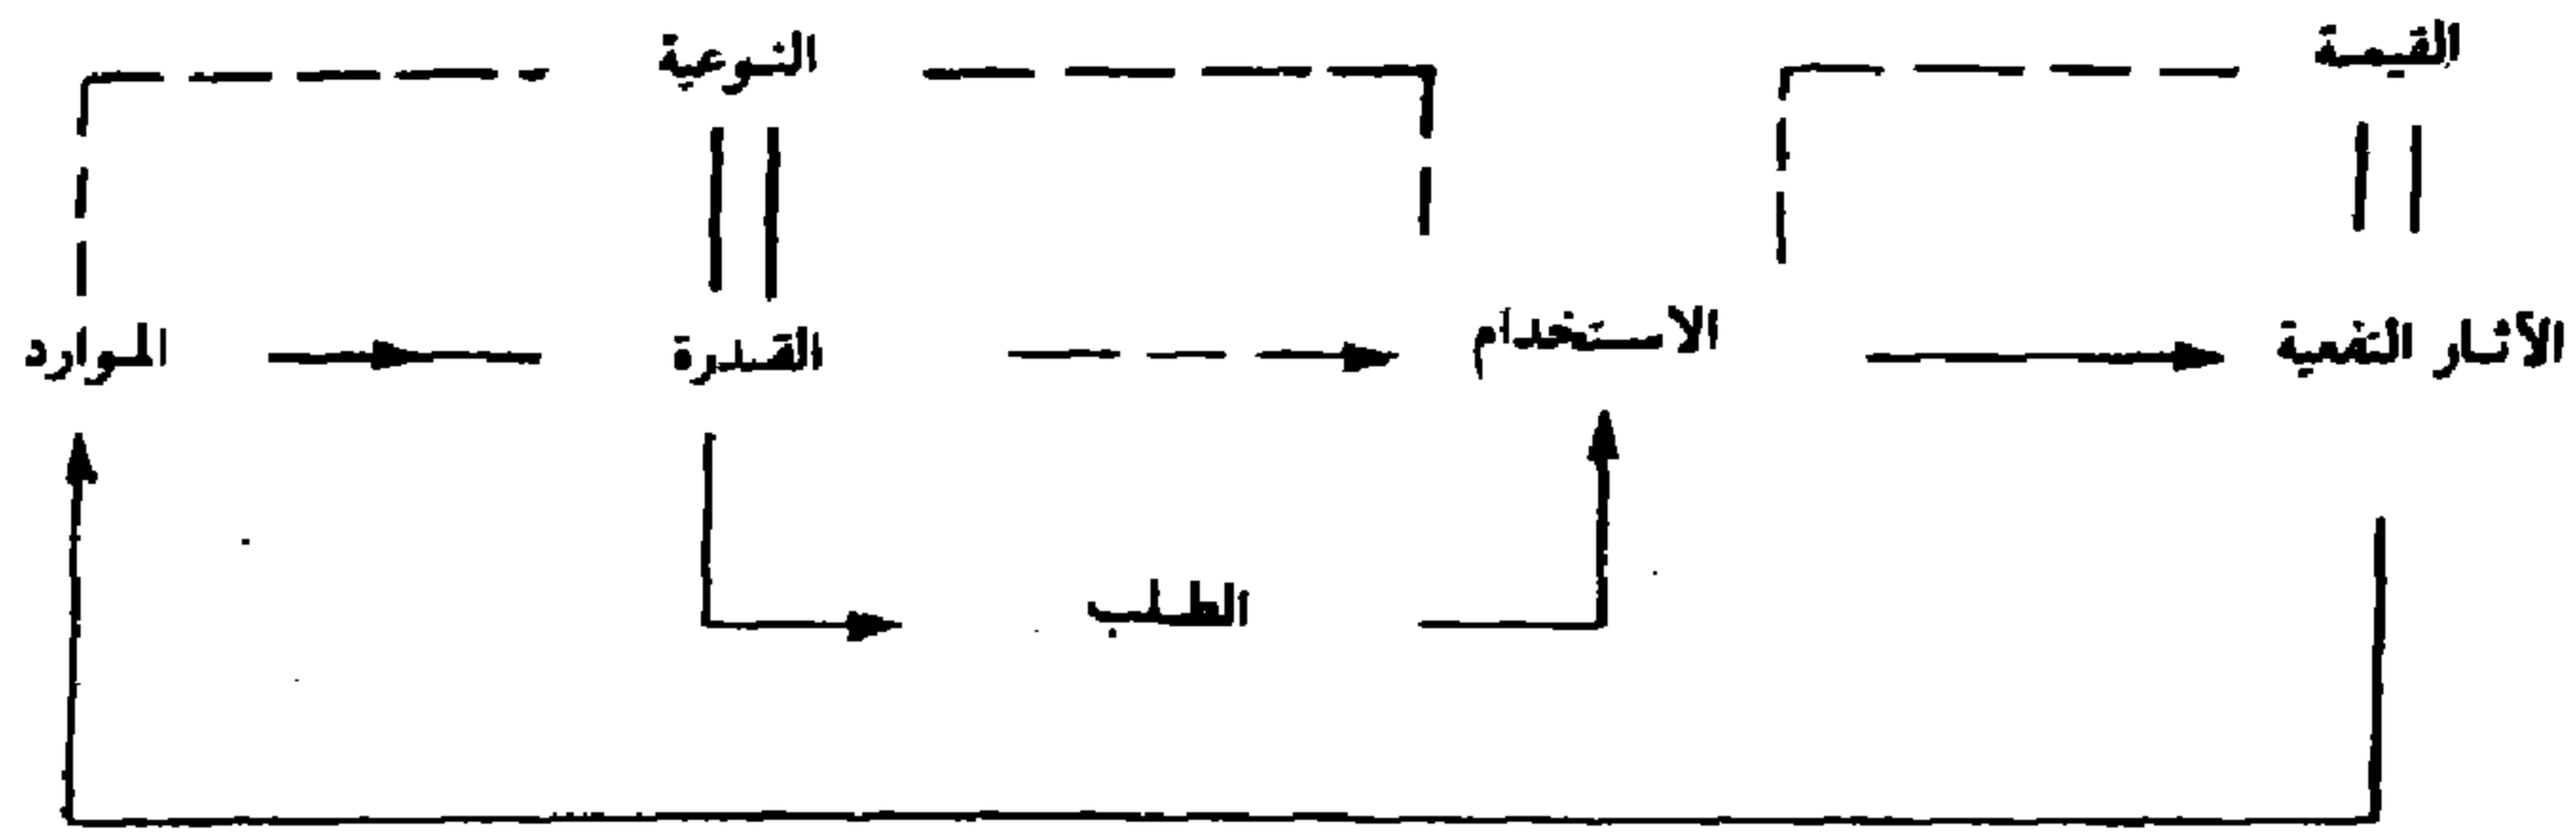 القيمة
النوعية
الآثار النفعية
الاستخدام
القدرة
الموارد
الطلب